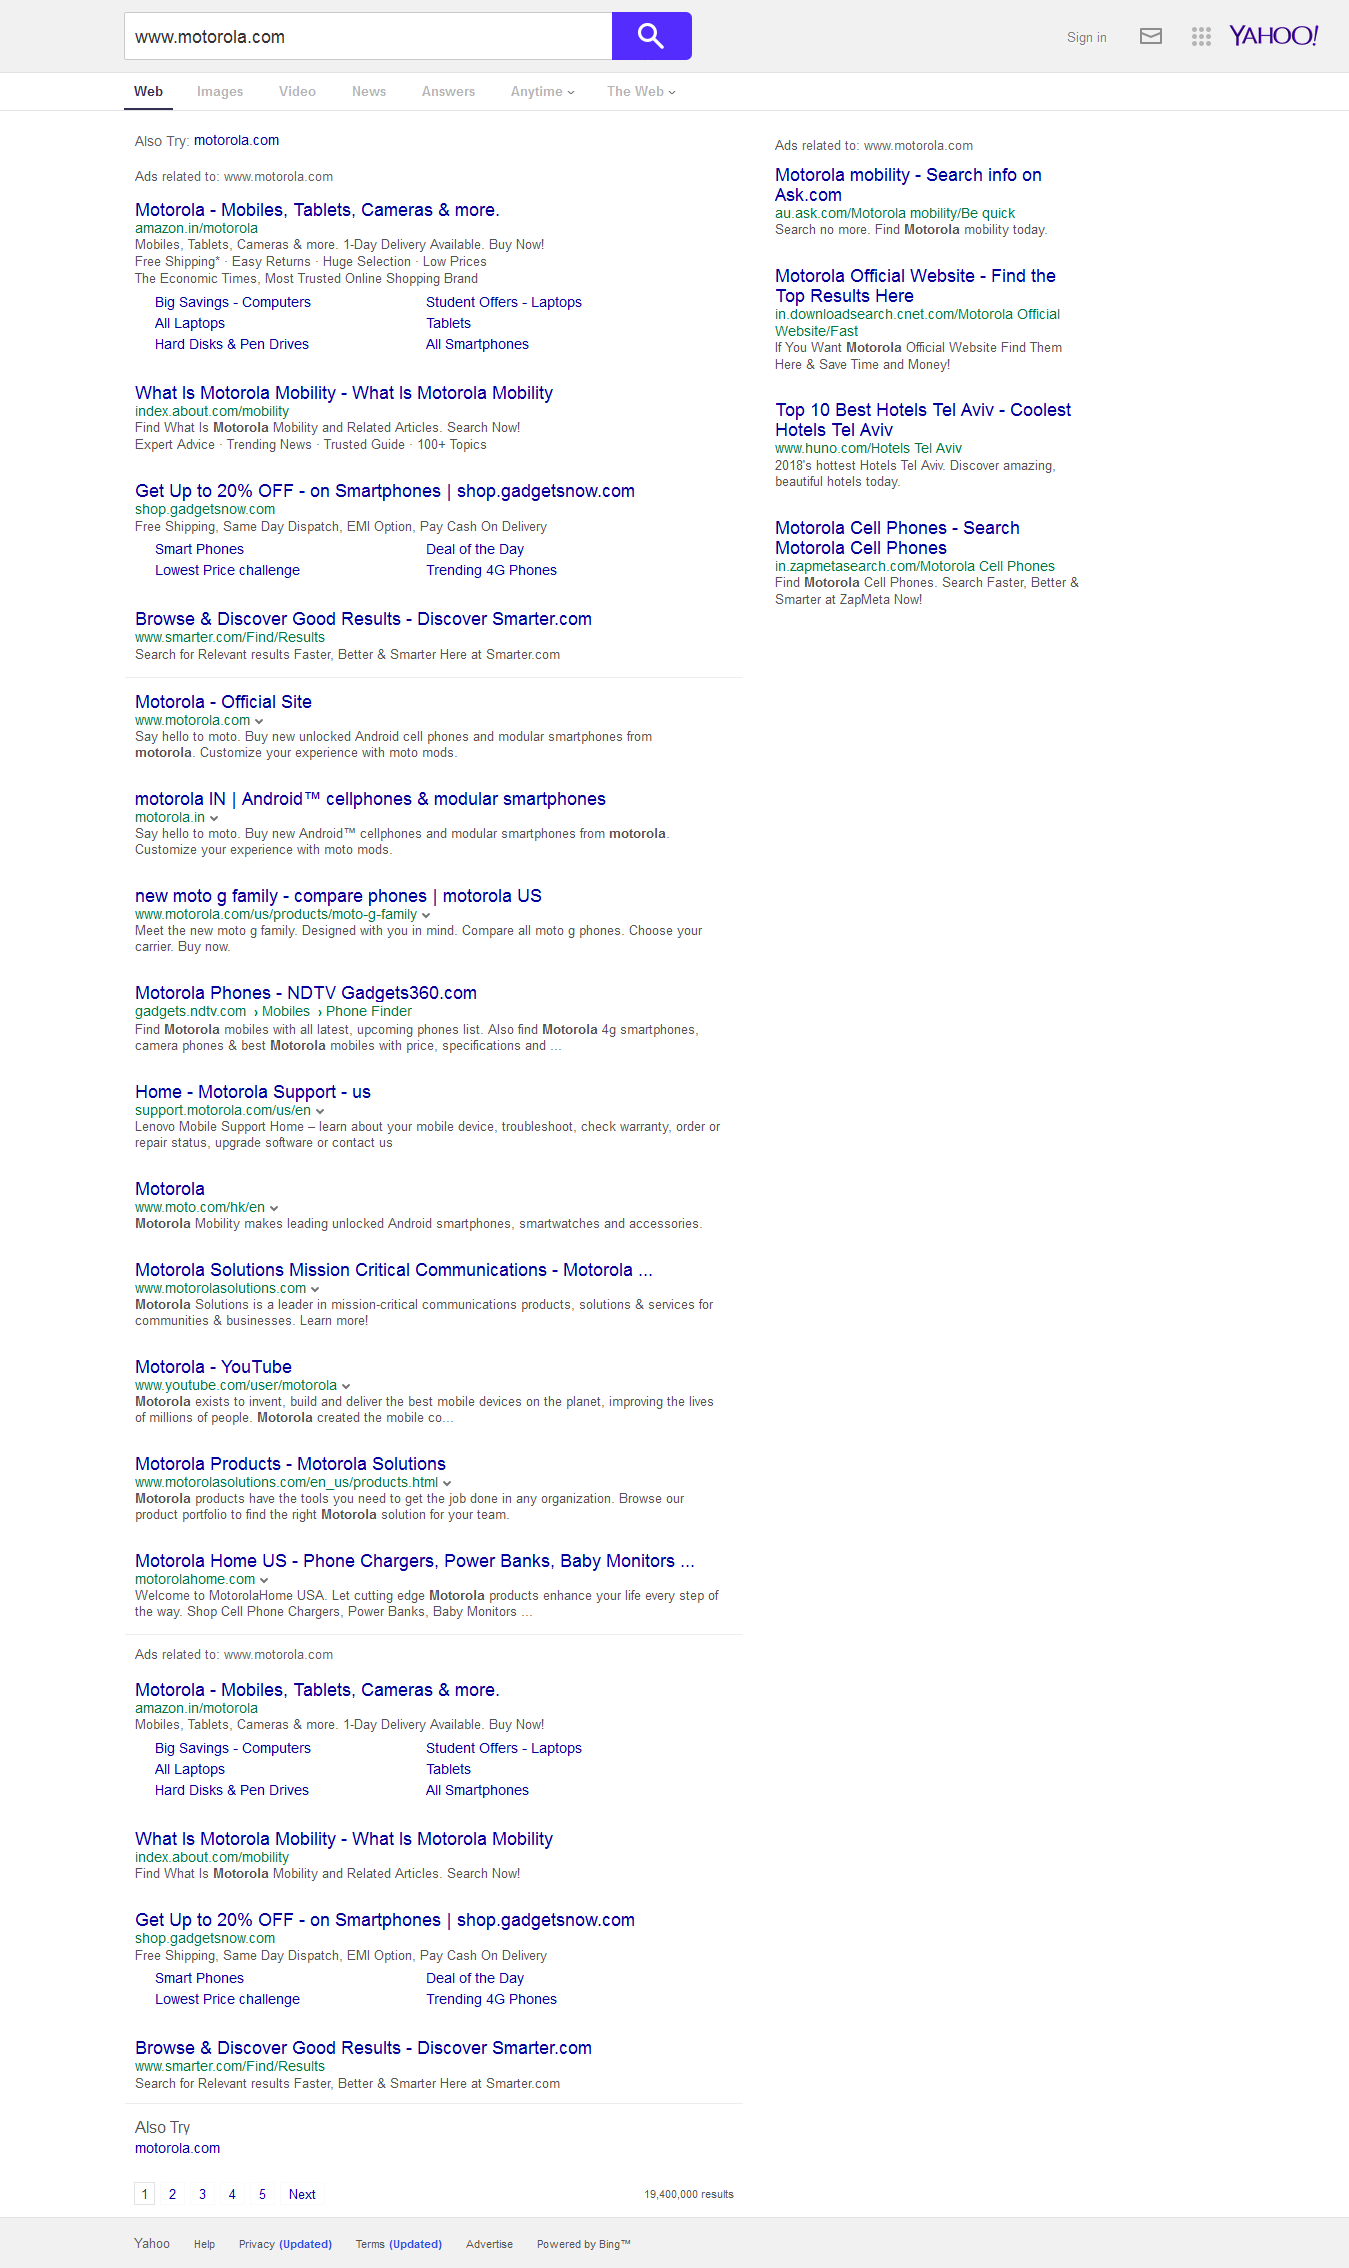 www.motorola.com
Sign in
YAHOO!
Web Images Video News Answers Anytime The Web
Also Try: motorola.com
Ads related to: www.motorola.com
Motorola - Mobiles, Tablets, Cameras & more.
amazon.in/motorola
Mobiles, Tablets, Cameras & more. 1-Day Delivery Available. Buy Now!
Free Shipping* · Easy Returns · Huge Selection · Low Prices
The Economic Times, Most Trusted Online Shopping Brand
Big Savings - Computers Student Offers - Laptops
All Laptops Tablets
Hard Disks & Pen Drives All Smartphones
What Is Motorola Mobility - What Is Motorola Mobility
index.about.com/mobility
Find What Is Motorola Mobility and Related Articles. Search Now!
Expert Advice · Trending News · Trusted Guide · 100+ Topics
Get Up to 20% OFF - on Smartphones | shop.gadgetsnow.com
shop.gadgetsnow.com
Free Shipping, Same Day Dispatch, EMI Option, Pay Cash On Delivery
Smart Phones Deal of the Day
Lowest Price challenge Trending 4G Phones
Browse & Discover Good Results - Discover Smarter.com
www.smarter.com/Find/Results
Search for Relevant results Faster, Better & Smarter Here at Smarter.com
Motorola - Official Site
www.motorola.com
Say hello to moto. Buy new unlocked Android cell phones and modular smartphones from
motorola. Customize your experience with moto mods.
motorola IN | Android™ cellphones & modular smartphones
motorola.in
Say hello to moto. Buy new Android™ cellphones and modular smartphones from motorola.
Customize your experience with moto mods.
new moto g family - compare phones | motorola US
www.motorola.com/us/products/moto-g-family
Meet the new moto g family. Designed with you in mind. Compare all moto g phones. Choose your
carrier. Buy now.
Motorola Phones - NDTV Gadgets360.com
gadgets.ndtv.com › Mobiles › Phone Finder
Find Motorola mobiles with all latest, upcoming phones list. Also find Motorola 4g smartphones,
camera phones & best Motorola mobiles with price, specifications and ...
Home - Motorola Support - us
support.motorola.com/us/en
Lenovo Mobile Support Home – learn about your mobile device, troubleshoot, check warranty, order or
repair status, upgrade software or contact us
Motorola
www.moto.com/hk/en
Motorola Mobility makes leading unlocked Android smartphones, smartwatches and accessories.
Motorola Solutions Mission Critical Communications - Motorola ...
www.motorolasolutions.com
Motorola Solutions is a leader in mission-critical communications products, solutions & services for
communities & businesses. Learn more!
Motorola - YouTube
www.youtube.com/user/motorola
Motorola exists to invent, build and deliver the best mobile devices on the planet, improving the lives
of millions of people. Motorola created the mobile co...
Motorola Products - Motorola Solutions
www.motorolasolutions.com/en_us/products.html
Motorola products have the tools you need to get the job done in any organization. Browse our
product portfolio to find the right Motorola solution for your team.
Motorola Home US - Phone Chargers, Power Banks, Baby Monitors ...
motorolahome.com
Welcome to MotorolaHome USA. Let cutting edge Motorola products enhance your life every step of
the way. Shop Cell Phone Chargers, Power Banks, Baby Monitors ...
Ads related to: www.motorola.com
Motorola - Mobiles, Tablets, Cameras & more.
amazon.in/motorola
Mobiles, Tablets, Cameras & more. 1-Day Delivery Available. Buy Now!
Big Savings - Computers Student Offers - Laptops
All Laptops Tablets
Hard Disks & Pen Drives All Smartphones
What Is Motorola Mobility - What Is Motorola Mobility
index.about.com/mobility
Find What Is Motorola Mobility and Related Articles. Search Now!
Get Up to 20% OFF - on Smartphones | shop.gadgetsnow.com
shop.gadgetsnow.com
Free Shipping, Same Day Dispatch, EMI Option, Pay Cash On Delivery
Smart Phones Deal of the Day
Lowest Price challenge Trending 4G Phones
Browse & Discover Good Results - Discover Smarter.com
www.smarter.com/Find/Results
Search for Relevant results Faster, Better & Smarter Here at Smarter.com
Also Try
motorola.com
1 2 3 4 5 Next 19,400,000 results
Ads related to: www.motorola.com
Motorola mobility - Search info on
Ask.com
au.ask.com/Motorola mobility/Be quick
Search no more. Find Motorola mobility today.
Motorola Official Website - Find the
Top Results Here
in.downloadsearch.cnet.com/Motorola Official
Website/Fast
If You Want Motorola Official Website Find Them
Here & Save Time and Money!
Top 10 Best Hotels Tel Aviv - Coolest
Hotels Tel Aviv
www.huno.com/Hotels Tel Aviv
2018's hottest Hotels Tel Aviv. Discover amazing,
beautiful hotels today.
Motorola Cell Phones - Search
Motorola Cell Phones
in.zapmetasearch.com/Motorola Cell Phones
Find Motorola Cell Phones. Search Faster, Better &
Smarter at ZapMeta Now!
Yahoo Help Privacy (Updated) Terms (Updated) Advertise Powered by Bing™